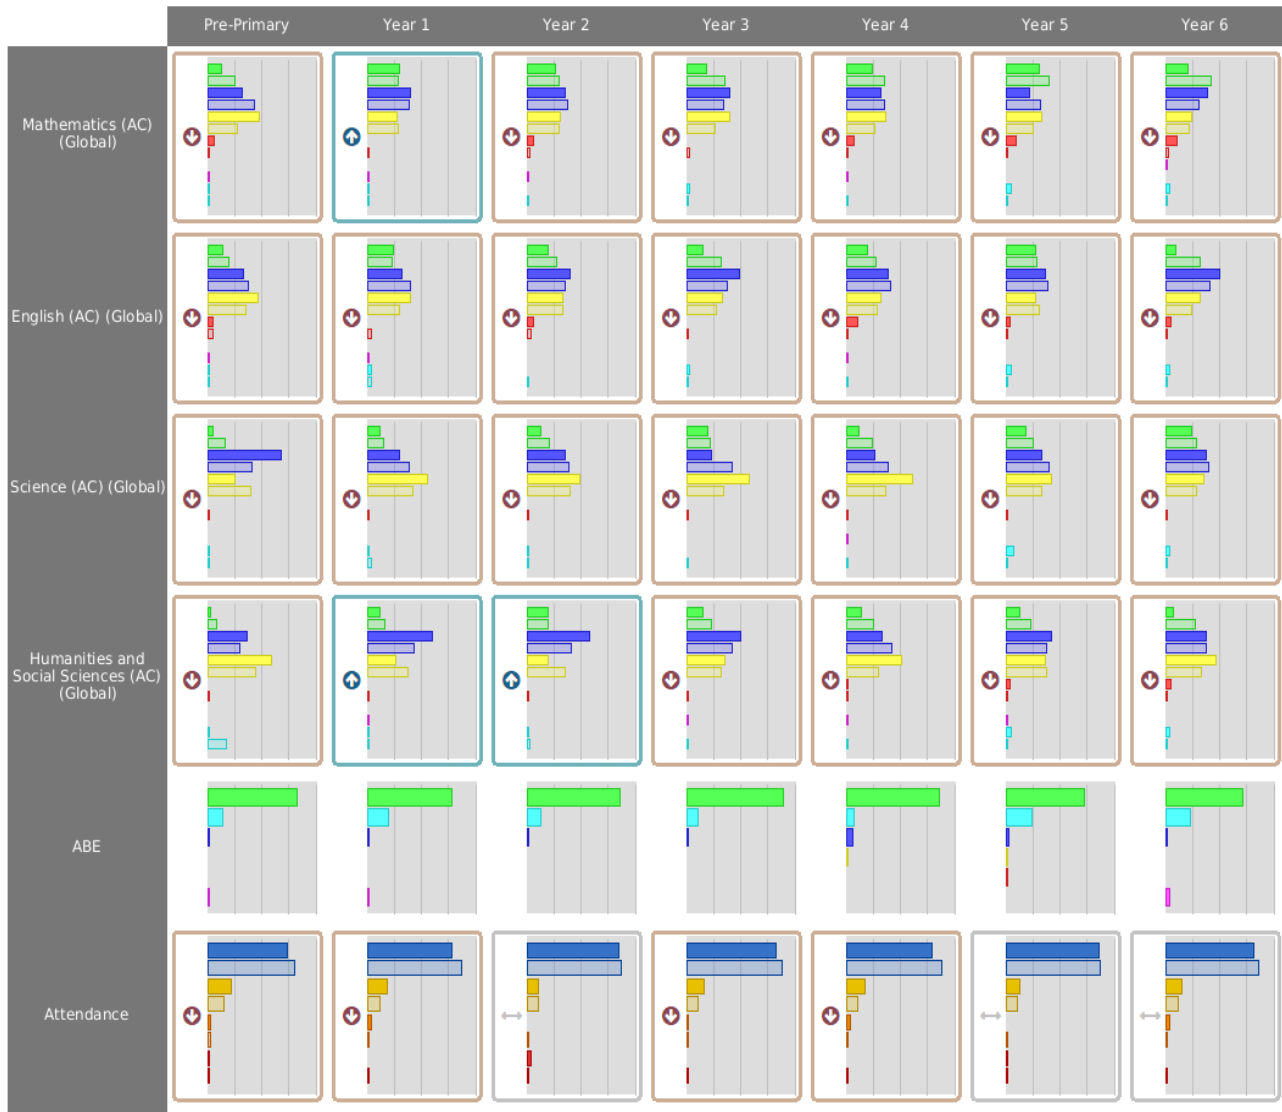 Pre-Primary Year 1 Year 2 Year 3 Year 4 Year 5 Year 6
Mathematics (AC)
(Global)
English (AC) (Global)
Science (AC) (Global)
Humanities and
Social Sciences (AC)
(Global)
ABE
Attendance